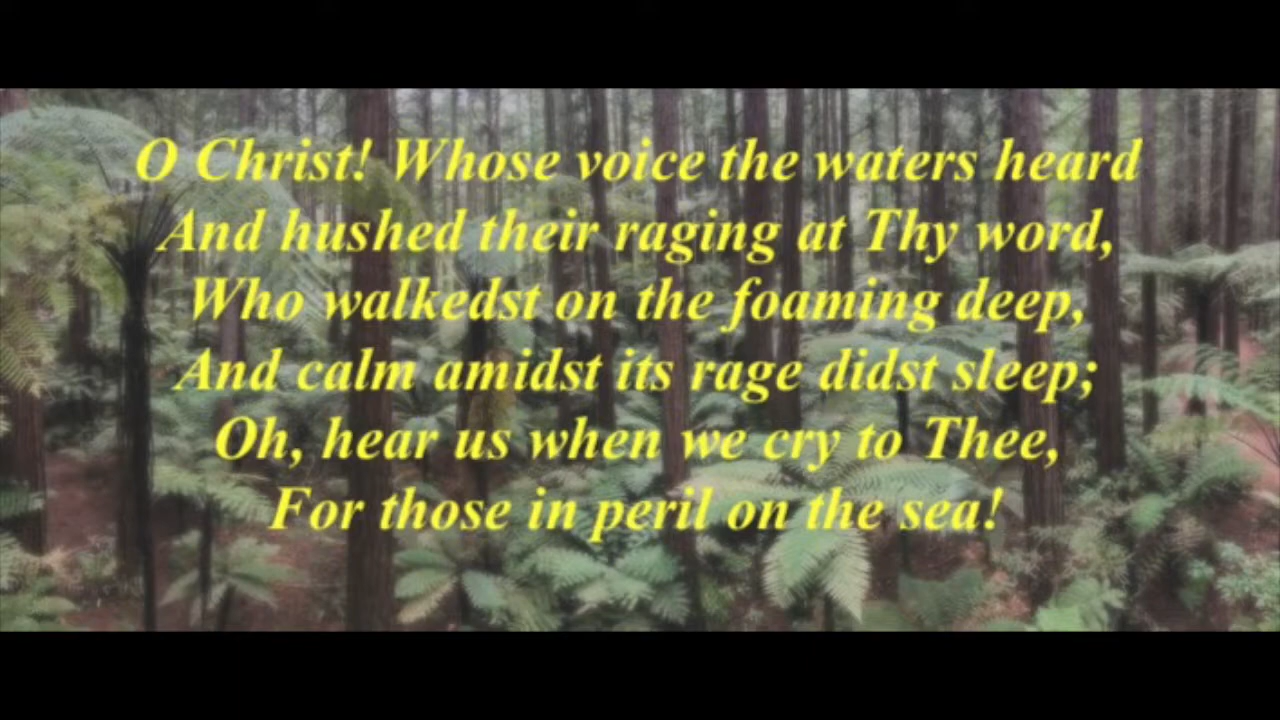 O Christ! Whose voice the waters heard
And hushed their raging at Thy word,
Who walkedst on the foaming deep,
And calm amidst its rage didst sleep;
Oh, hear us when we cry to Thee,
For those in peril on the sea!